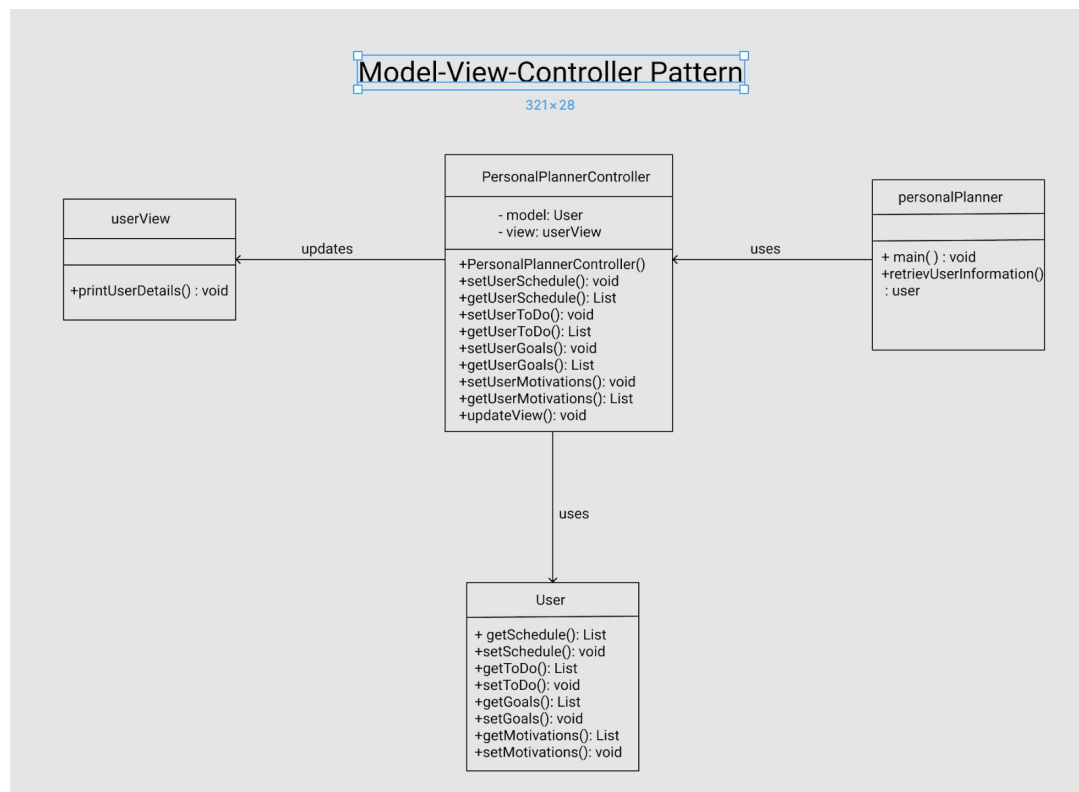 Model-View-Controller Pattern
321×28
userView
+printUserDetails() : void
updates
PersonalPlannerController
- model: User
- view: userView
+PersonalPlannerController()
+setUserSchedule(): void
+getUserSchedule(): List
+setUserToDo(): void
+getUserToDo(): List
+setUserGoals(): void
+getUserGoals(): List
+setUserMotivations(): void
+getUserMotivations(): List
+updateView(): void
uses
personalPlanner
+ main( ) : void
+retrievUserInformation()
: user
uses
User
+ getSchedule(): List
+setSchedule(): void
+getToDo(): List
+setToDo(): void
+getGoals(): List
+setGoals(): void
+getMotivations(): List
+setMotivations(): void